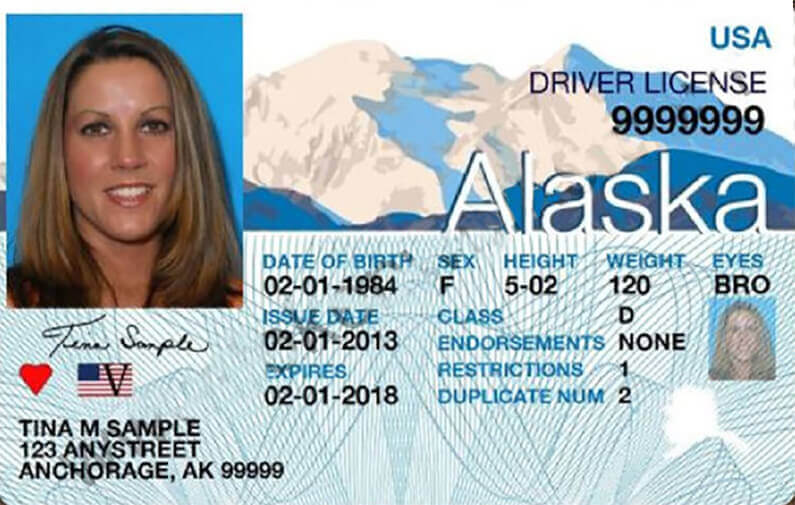 USA
DRIVER LICENSE
9999999
Alaska
DATE OF BIRTH SEX HEIGHT WEIGHT EYES
02-01-1984 F 5-02 120 BRO
ISSUE DATE CLASS D
02-01-2013 ENDORSEMENTS NONE
EXPIRES RESTRICTIONS 1
02-01-2018 DUPLICATE NUM 2
Tina Sample
V
TINA M SAMPLE
123 ANYSTREET
ANCHORAGE, AK 99999